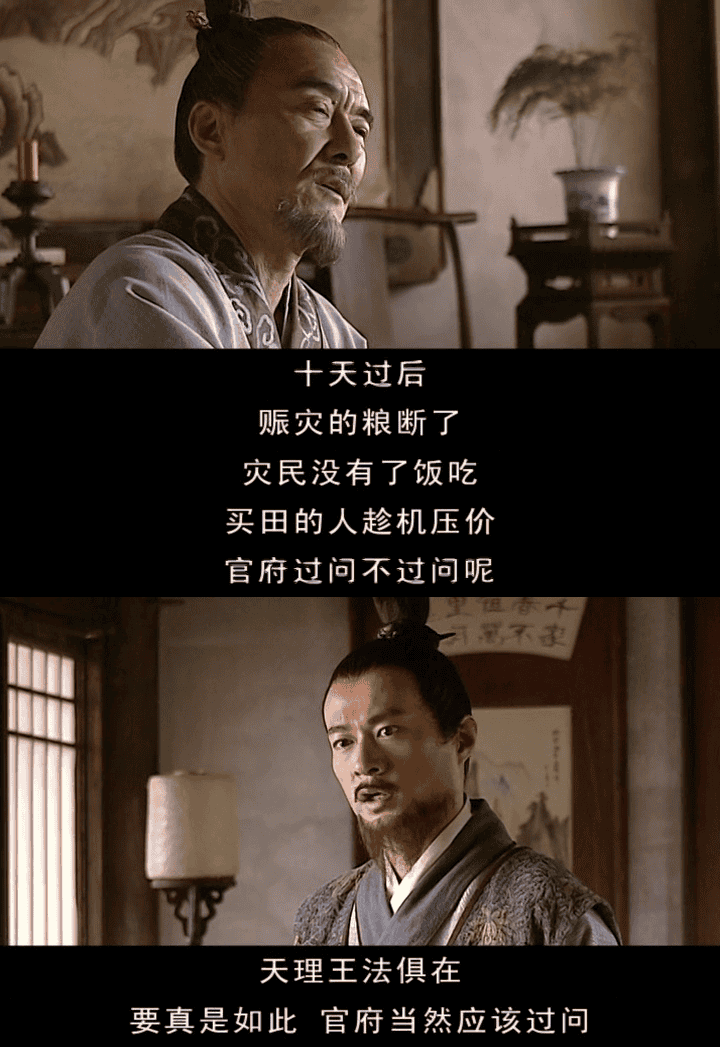 十天过后
赈灾的粮断了
灾民没有了饭吃
买田的人趁机压价
官府过问不过问呢
天理王法俱在
要真是如此 官府当然应该过问